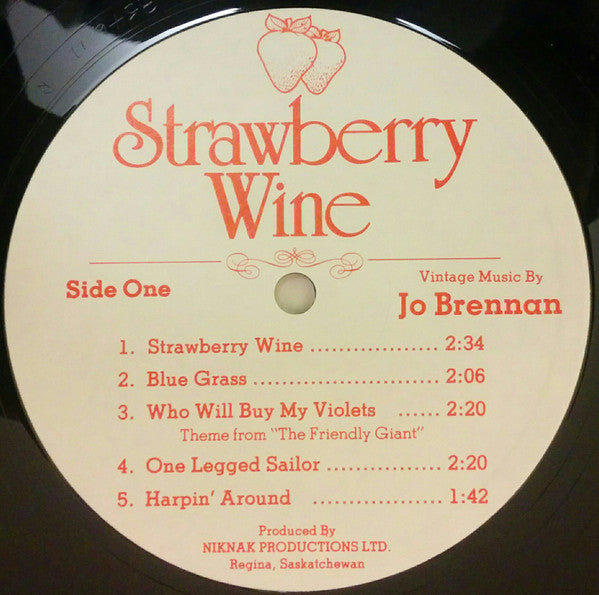 Strawberry
Wine
Side One
Vintage Music By
Jo Brennan
1. Strawberry Wine .................. 2:34
2. Blue Grass .......................... 2:06
3. Who Will Buy My Violets ...... 2:20
Theme from "The Friendly Giant"
4. One Legged Sailor ................ 2:20
5. Harpin' Around .................. 1:42
Produced By
NIKNAK PRODUCTIONS LTD.
Regina, Saskatchewan